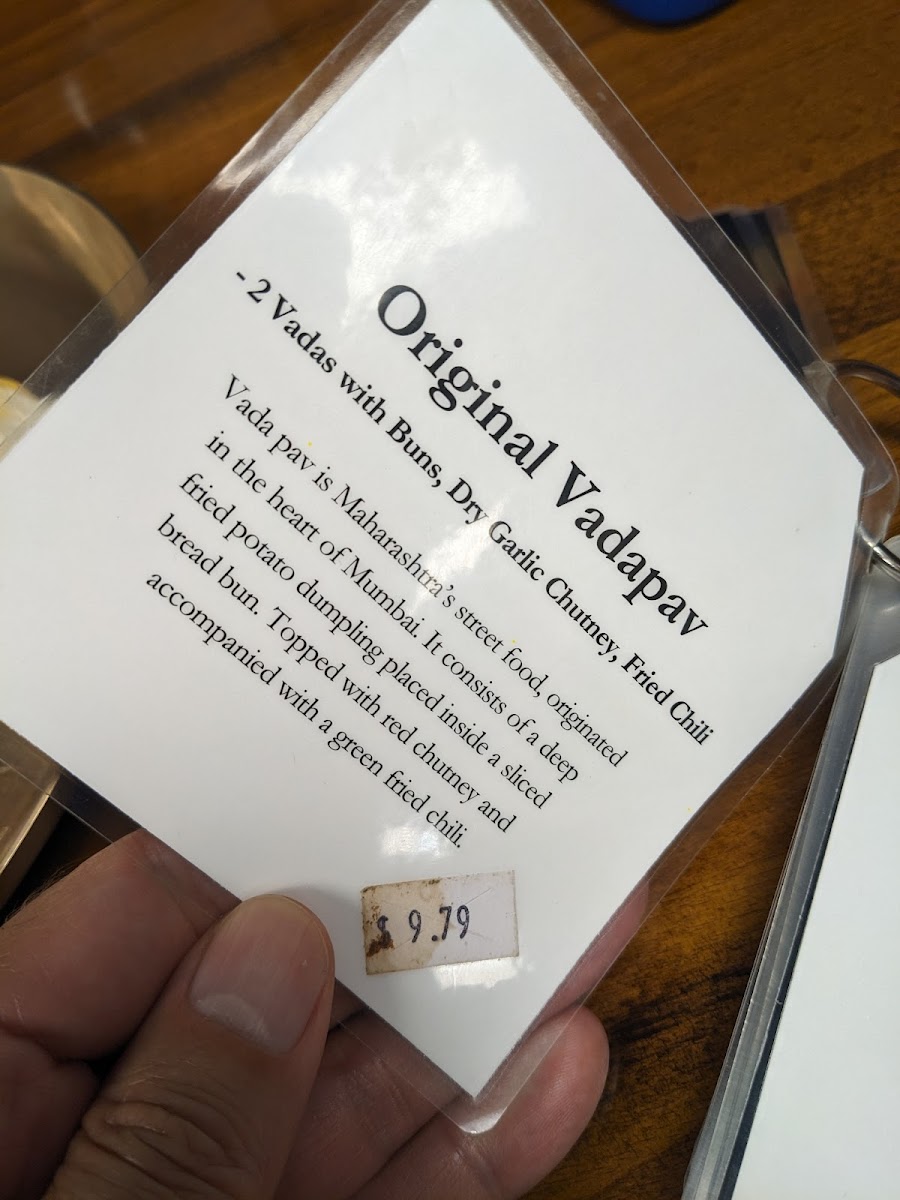 Original Vadapav
- 2 Vadas with Buns, Dry Garlic Chutney, Fried Chili
Vada pav is Maharashtra's street food, originated
in the heart of Mumbai. It consists of a deep
fried potato dumpling placed inside a sliced
bread bun. Topped with red chutney and
accompanied with a green fried chili.
$ 9.79